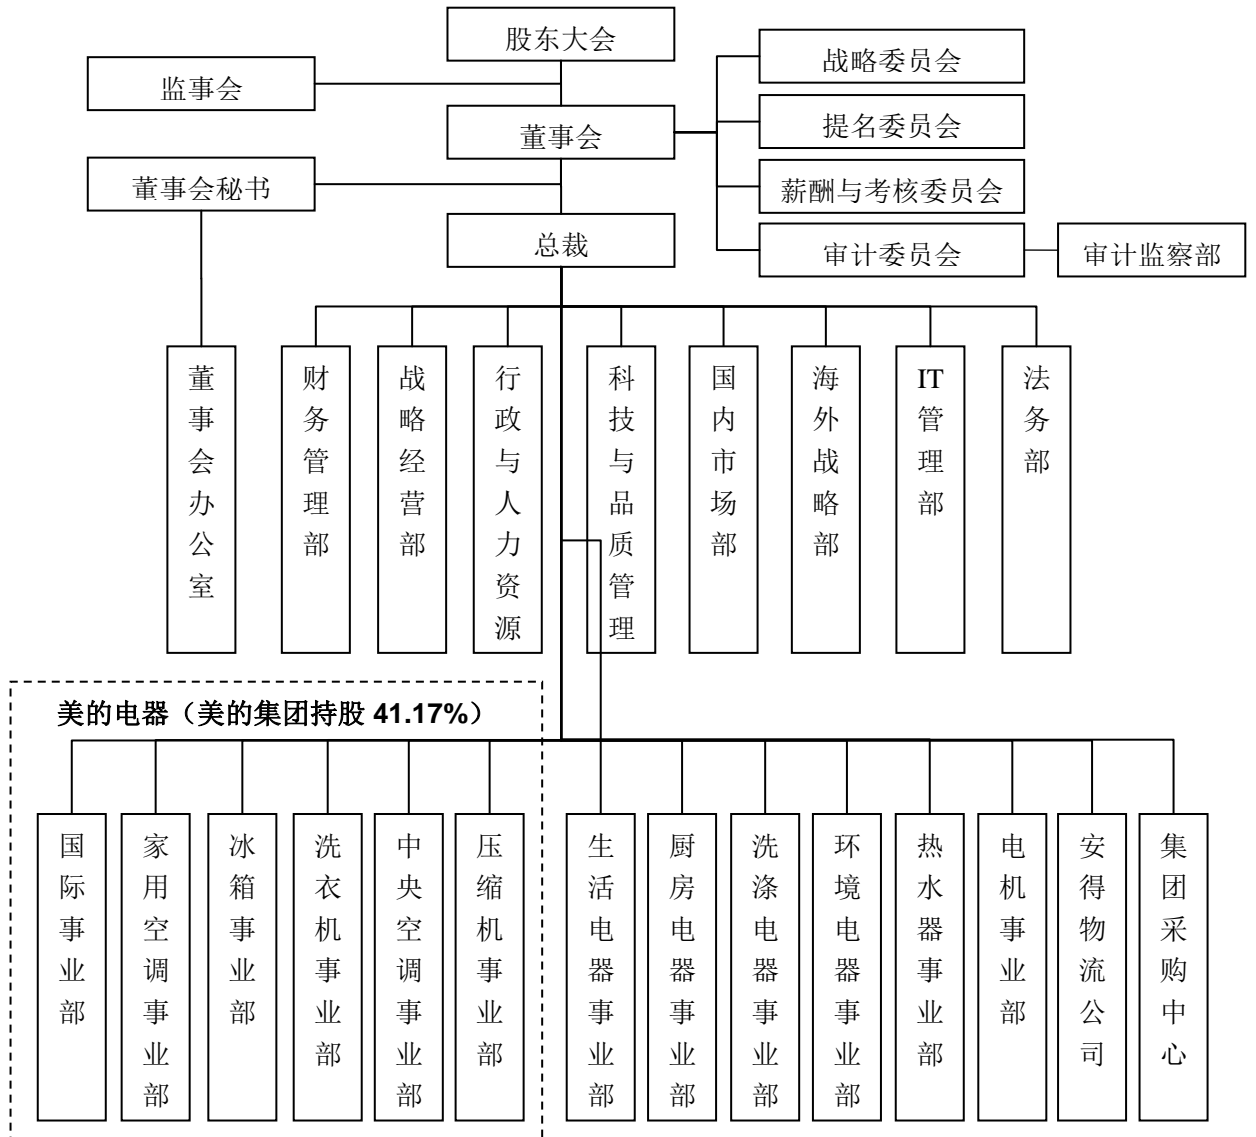 股东大会
战略委员会
监事会
董事会
提名委员会
董事会秘书
薪酬与考核委员会
总裁
审计委员会
审计监察部
董事会办公室
财务管理部
战略经营部
行政与人力资源
科技与品质管理
国内市场部
海外战略部
IT管理部
法务部
美的电器（美的集团持股 41.17%）
国际事业部
家用空调事业部
冰箱事业部
洗衣机事业部
中央空调事业部
压缩机事业部
生活电器事业部
厨房电器事业部
洗涤电器事业部
环境电器事业部
热水器事业部
电机事业部
安得物流公司
集团采购中心